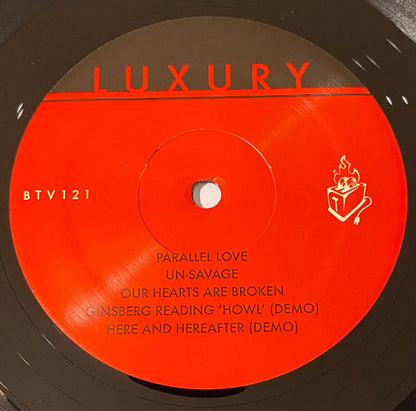 LUXURY
BTV121
PARALLEL LOVE
UN-SAVAGE
OUR HEARTS ARE BROKEN
GINSBERG READING 'HOWL' (DEMO)
HERE AND HEREAFTER (DEMO)